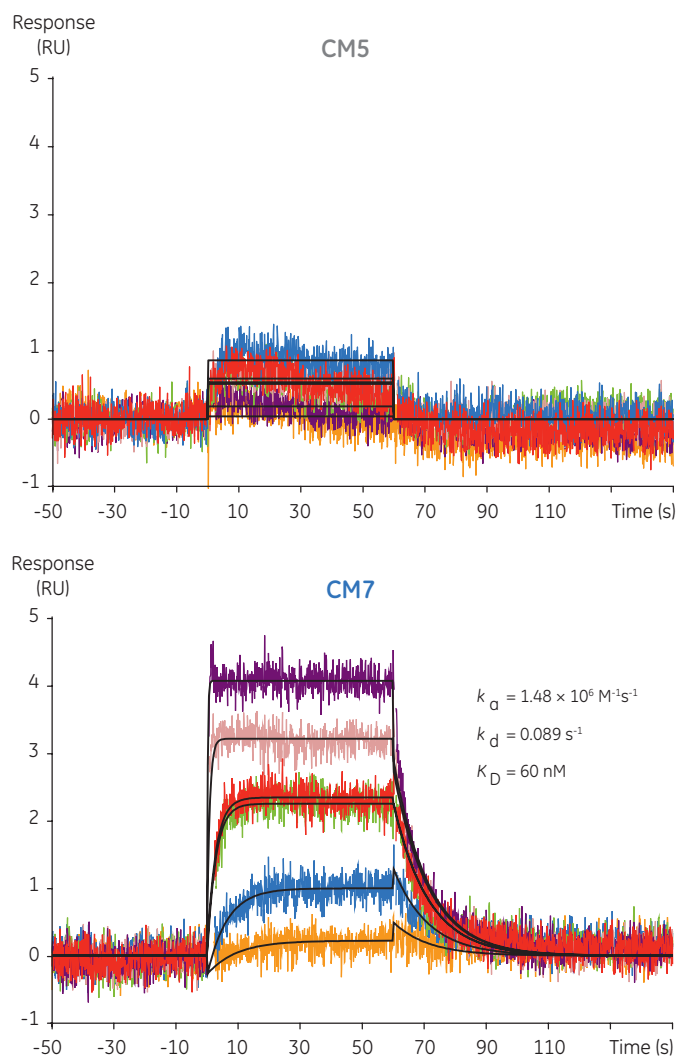 Response
(RU)
CM5
5
4
3
2
1
0
-1
-50 -30 -10 10 30 50 70 90 110 Time (s)
Response
(RU)
CM7
5
4
3
2
1
0
-1
k a = 1.48 × 10⁶ M⁻¹s⁻¹
k d = 0.089 s⁻¹
K D = 60 nM
-50 -30 -10 10 30 50 70 90 110 Time (s)